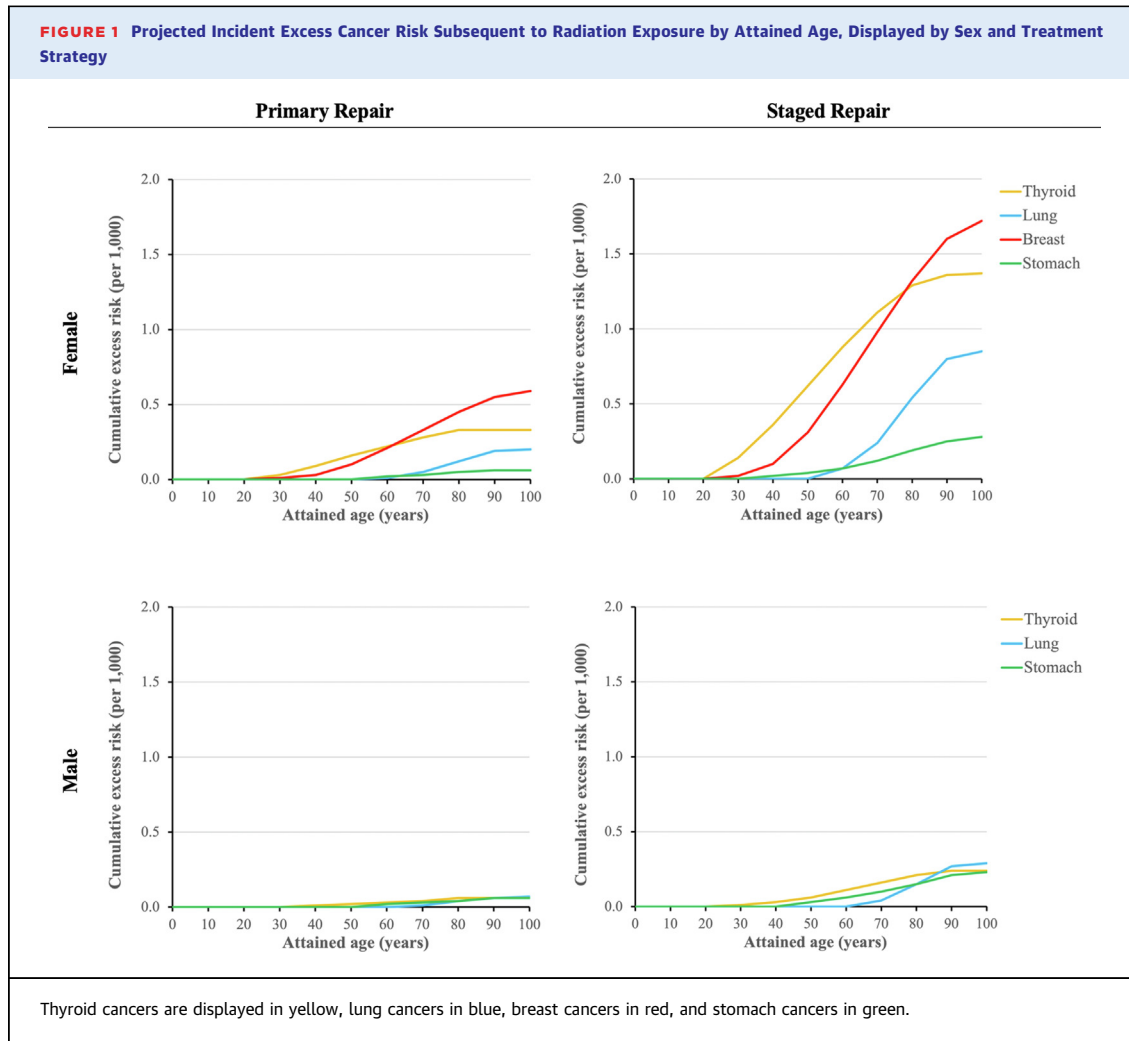 FIGURE 1 Projected Incident Excess Cancer Risk Subsequent to Radiation Exposure by Attained Age, Displayed by Sex and Treatment
Strategy
Primary Repair
Staged Repair
Female
Cumulative excess risk (per 1,000)
2.0
1.5
1.0
0.5
0.0
0 10 20 30 40 50 60 70 80 90 100
Attained age (years)
Cumulative excess risk (per 1,000)
2.0
1.5
1.0
0.5
0.0
0 10 20 30 40 50 60 70 80 90 100
Attained age (years)
Thyroid
Lung
Breast
Stomach
Male
Cumulative excess risk (per 1,000)
2.0
1.5
1.0
0.5
0.0
0 10 20 30 40 50 60 70 80 90 100
Attained age (years)
Cumulative excess risk (per 1,000)
2.0
1.5
1.0
0.5
0.0
0 10 20 30 40 50 60 70 80 90 100
Attained age (years)
Thyroid
Lung
Stomach
Thyroid cancers are displayed in yellow, lung cancers in blue, breast cancers in red, and stomach cancers in green.